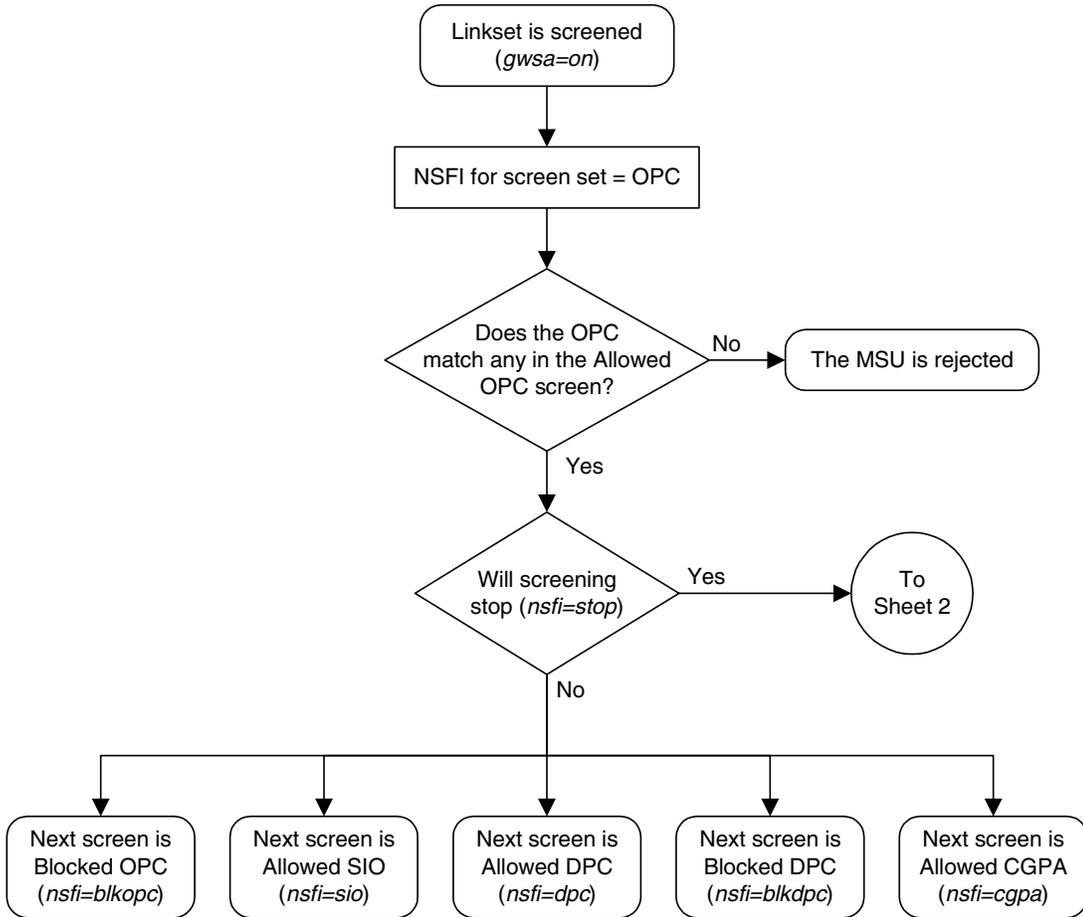 Linkset is screened
(gwsa=on)
NSFI for screen set = OPC
Does the OPC
match any in the Allowed
OPC screen?
No
The MSU is rejected
Yes
Will screening
stop (nsfi=stop)
Yes
To
Sheet 2
No
Next screen is
Blocked OPC
(nsfi=blkopc)
Next screen is
Allowed SIO
(nsfi=sio)
Next screen is
Allowed DPC
(nsfi=dpc)
Next screen is
Blocked DPC
(nsfi=blkdpc)
Next screen is
Allowed CGPA
(nsfi=cgpa)